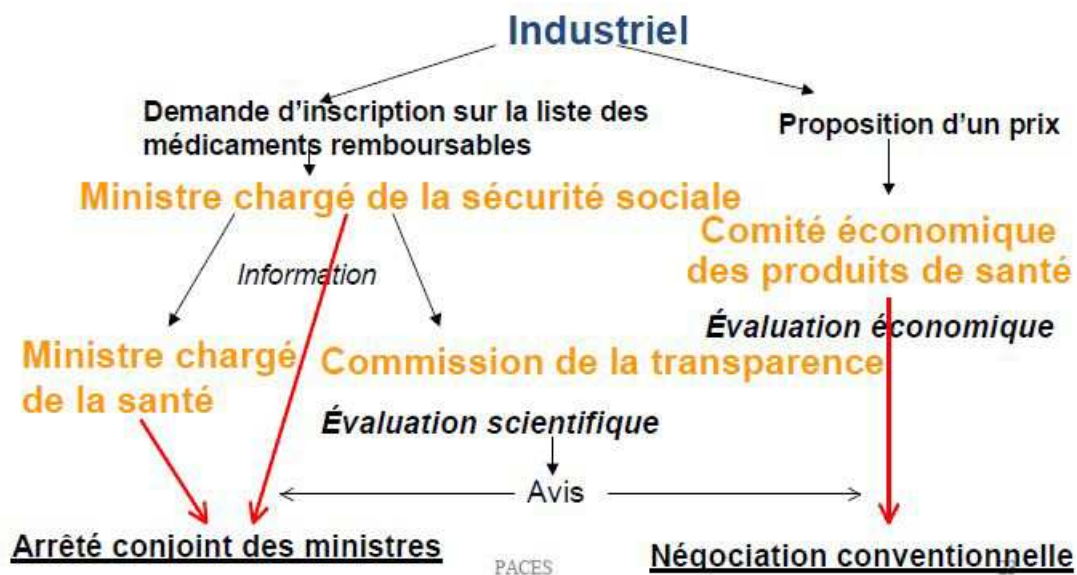 Industriel
Demande d'inscription sur la liste des
médicaments remboursables
Proposition d'un prix
Ministre chargé de la sécurité sociale
Comité économique
des produits de santé
Information
Évaluation économique
Ministre chargé
de la santé
Commission de la transparence
Évaluation scientifique
Avis
Arrêté conjoint des ministres
Négociation conventionnelle
PACES